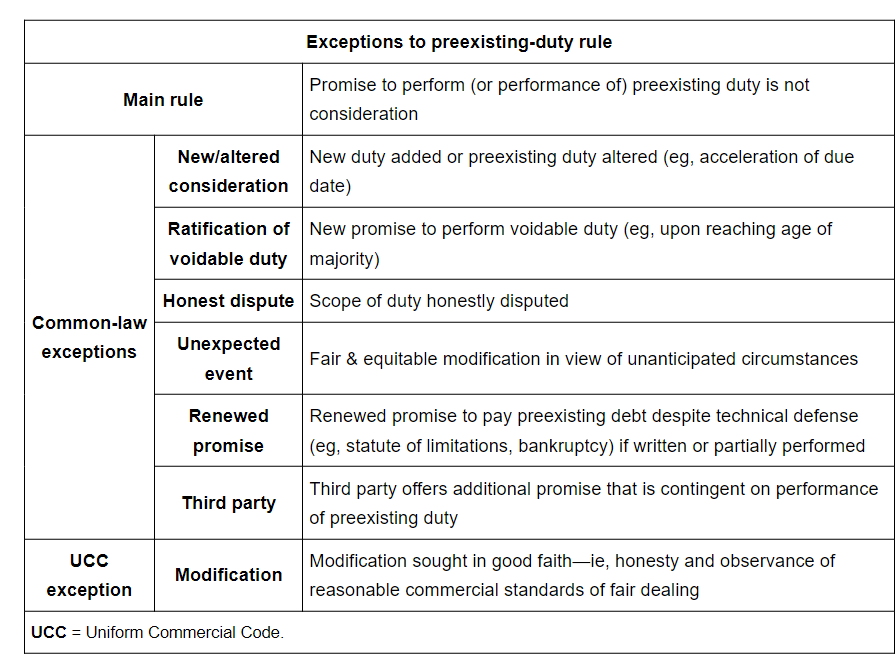 Exceptions to preexisting-duty rule
Main rule
Promise to perform (or performance of) preexisting duty is not
consideration
Common-law
exceptions
New/altered
consideration
New duty added or preexisting duty altered (eg, acceleration of due
date)
Ratification of
voidable duty
New promise to perform voidable duty (eg, upon reaching age of
majority)
Honest dispute
Scope of duty honestly disputed
Unexpected
event
Fair & equitable modification in view of unanticipated circumstances
Renewed
promise
Renewed promise to pay preexisting debt despite technical defense
(eg, statute of limitations, bankruptcy) if written or partially performed
Third party
Third party offers additional promise that is contingent on performance
of preexisting duty
UCC
exception
Modification
Modification sought in good faith—ie, honesty and observance of
reasonable commercial standards of fair dealing
UCC = Uniform Commercial Code.